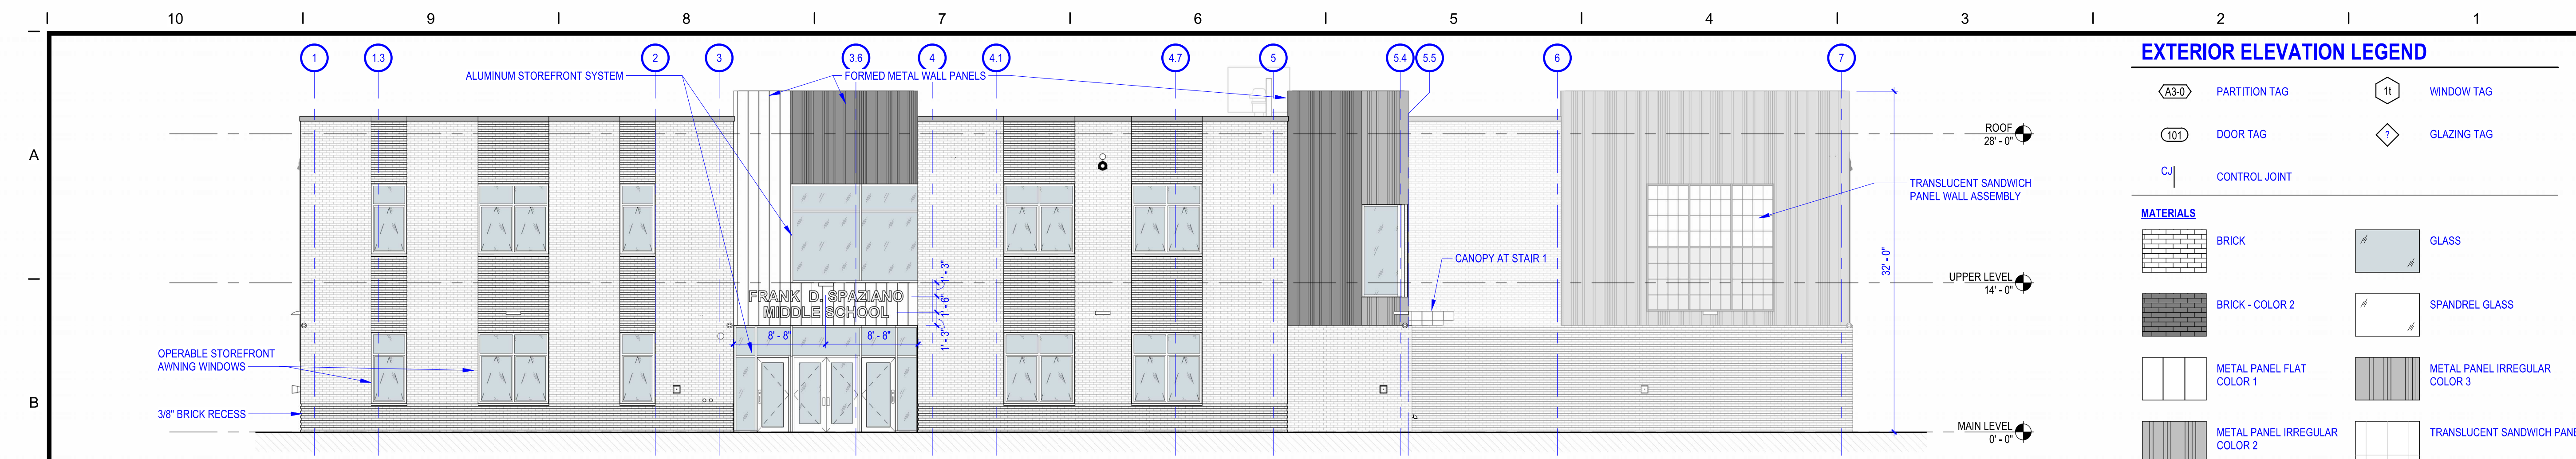 10 9 8 7 6 5 4 3 2 1
A
B
1 1.3 2 3 3.6 4 4.1 4.7 5 5.4 5.5 6 7
ALUMINUM STOREFRONT SYSTEM
FORMED METAL WALL PANELS
ROOF
28' - 0"
TRANSLUCENT SANDWICH
PANEL WALL ASSEMBLY
CANOPY AT STAIR 1
32' - 0"
UPPER LEVEL
14' - 0"
1' - 3"
1' - 6"
1' - 3"
FRANK D. SPAZIANO
MIDDLE SCHOOL
8' - 8" 8' - 8"
OPERABLE STOREFRONT
AWNING WINDOWS
3/8" BRICK RECESS
MAIN LEVEL
0' - 0"
EXTERIOR ELEVATION LEGEND
A3-0 PARTITION TAG
1t WINDOW TAG
101 DOOR TAG
? GLAZING TAG
CJ CONTROL JOINT
MATERIALS
BRICK
GLASS
BRICK - COLOR 2
SPANDREL GLASS
METAL PANEL FLAT
COLOR 1
METAL PANEL IRREGULAR
COLOR 3
METAL PANEL IRREGULAR
COLOR 2
TRANSLUCENT SANDWICH PANE